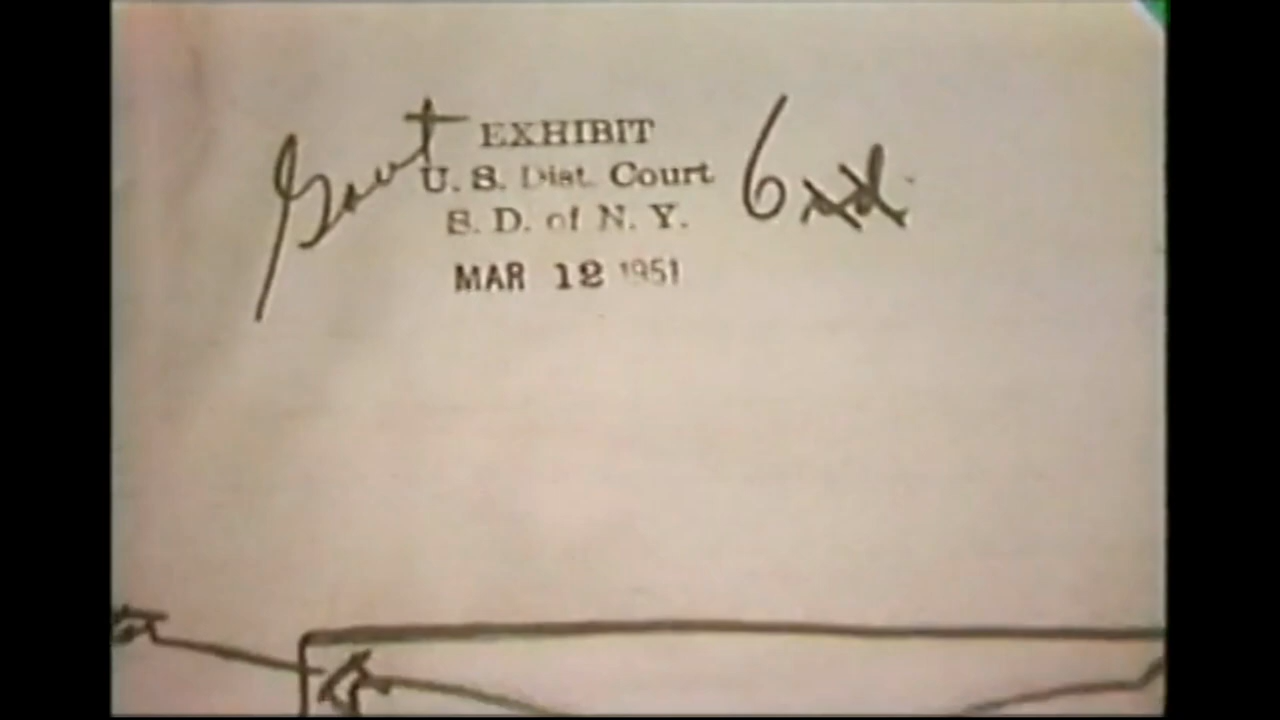 Govt EXHIBIT 6
U. S. Dist. Court
S. D. of N. Y.
MAR 12 1951